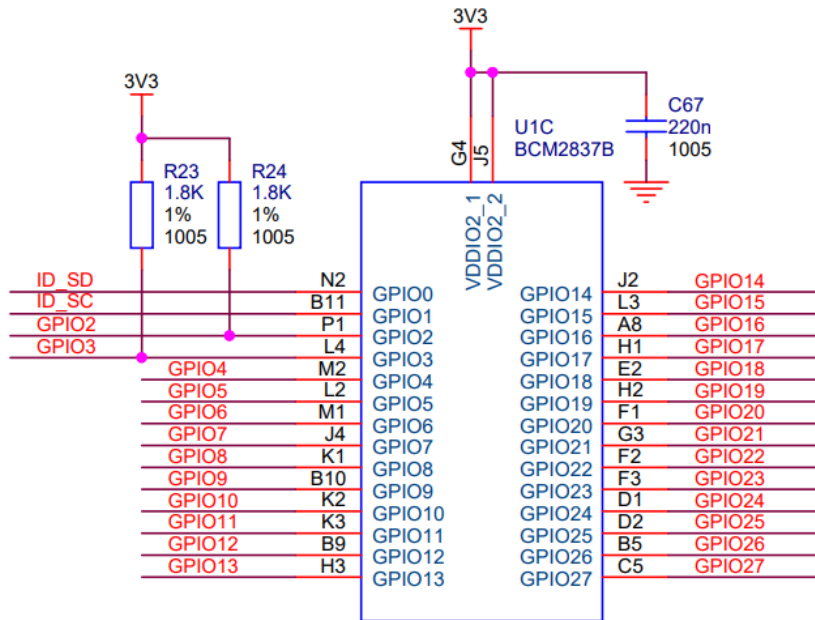 3V3
3V3
C67
220n
1005
U1C
BCM2837B
G4
J5
R23
1.8K
1%
1005
R24
1.8K
1%
1005
VDDIO2_1
VDDIO2_2
ID_SD N2 GPIO0 GPIO14 J2 GPIO14
ID_SC B11 GPIO1 GPIO15 L3 GPIO15
GPIO2 P1 GPIO2 GPIO16 A8 GPIO16
GPIO3 L4 GPIO3 GPIO17 H1 GPIO17
GPIO4 M2 GPIO4 GPIO18 E2 GPIO18
GPIO5 L2 GPIO5 GPIO19 H2 GPIO19
GPIO6 M1 GPIO6 GPIO20 F1 GPIO20
GPIO7 J4 GPIO7 GPIO21 G3 GPIO21
GPIO8 K1 GPIO8 GPIO22 F2 GPIO22
GPIO9 B10 GPIO9 GPIO23 F3 GPIO23
GPIO10 K2 GPIO10 GPIO24 D1 GPIO24
GPIO11 K3 GPIO11 GPIO25 D2 GPIO25
GPIO12 B9 GPIO12 GPIO26 B5 GPIO26
GPIO13 H3 GPIO13 GPIO27 C5 GPIO27